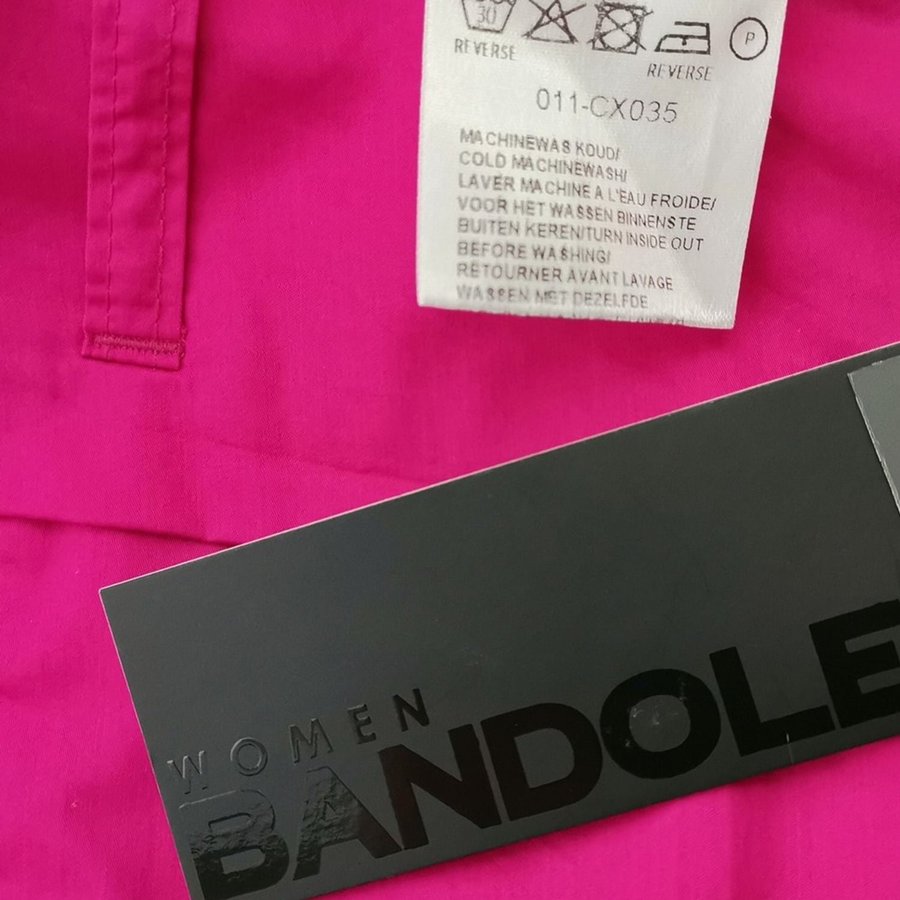 30
REVERSE
P
REVERSE
011-CX035
MACHINEWAS KOUD/
COLD MACHINEWASH/
LAVER MACHINE A L'EAU FROIDE/
VOOR HET WASSEN BINNENSTE
BUITEN KEREN/TURN INSIDE OUT
BEFORE WASHING/
RETOURNER AVANT LAVAGE
WASSEN MET DEZELFDE
WOMEN
BANDOLE